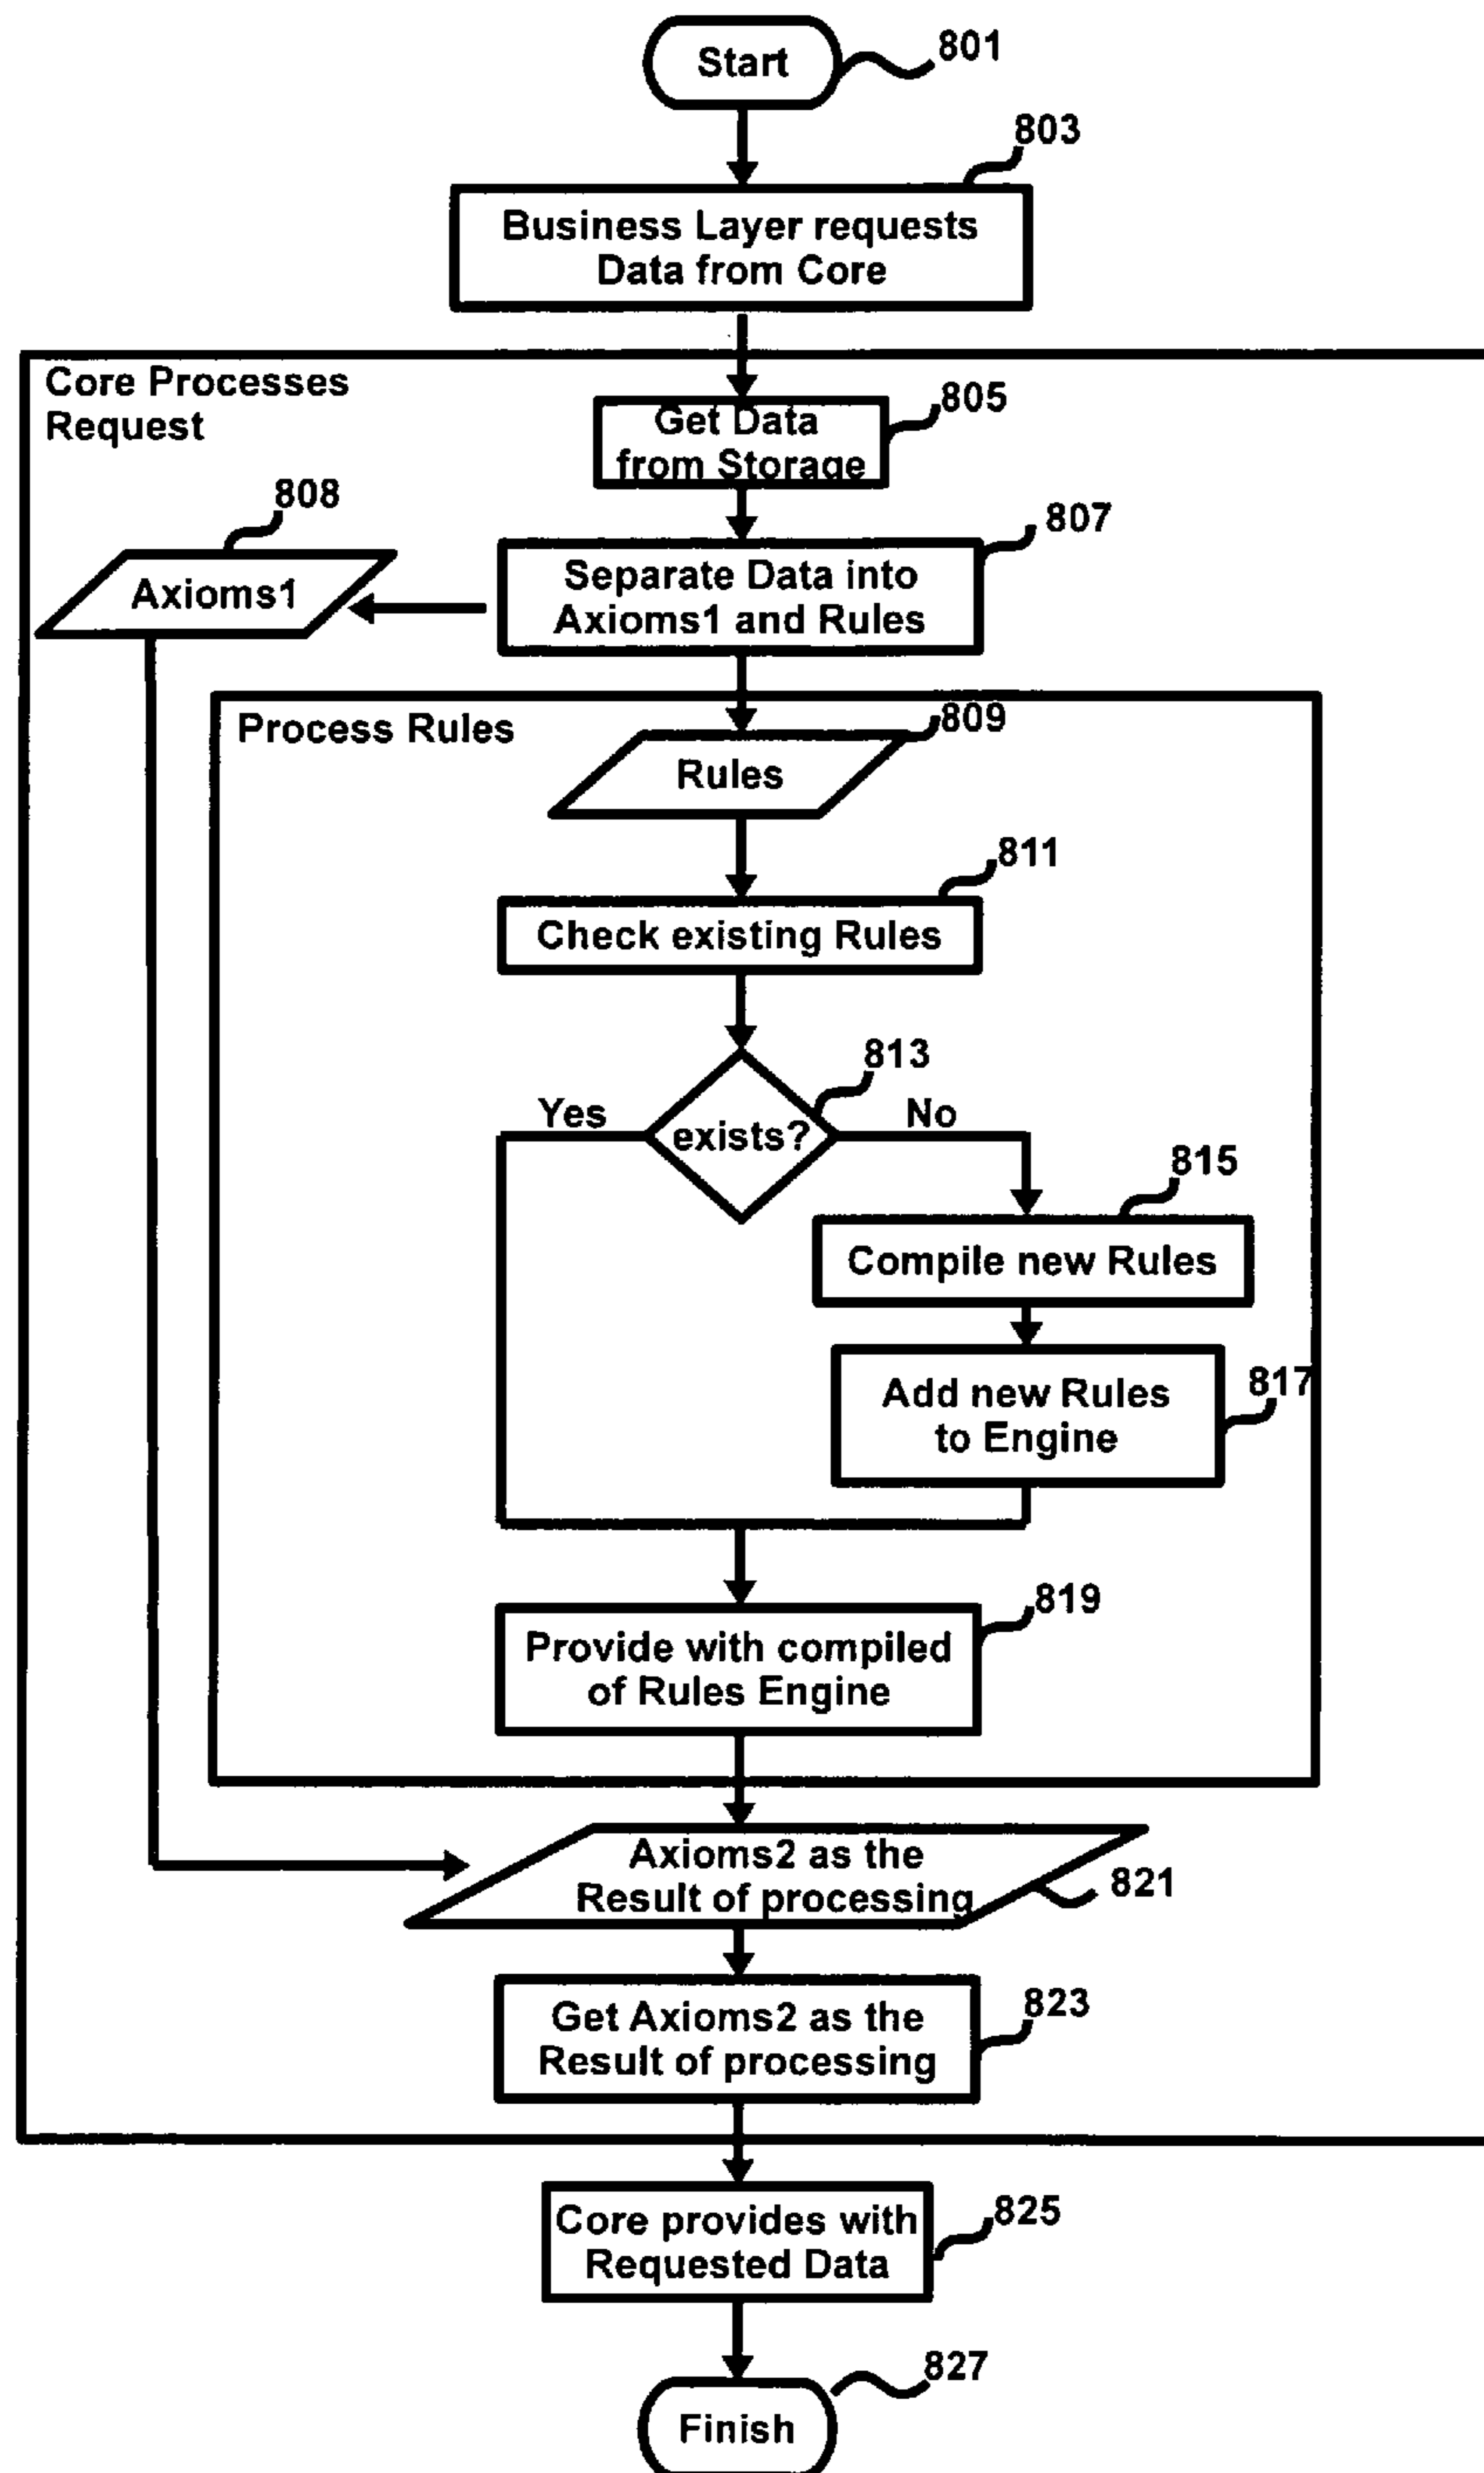 Start
801
803
Business Layer requests
Data from Core
Core Processes
Request
805
Get Data
from Storage
808
807
Axioms1
Separate Data into
Axioms1 and Rules
Process Rules
809
Rules
811
Check existing Rules
813
Yes
No
exists?
815
Compile new Rules
817
Add new Rules
to Engine
819
Provide with compiled
of Rules Engine
Axioms2 as the
Result of processing
821
823
Get Axioms2 as the
Result of processing
825
Core provides with
Requested Data
827
Finish